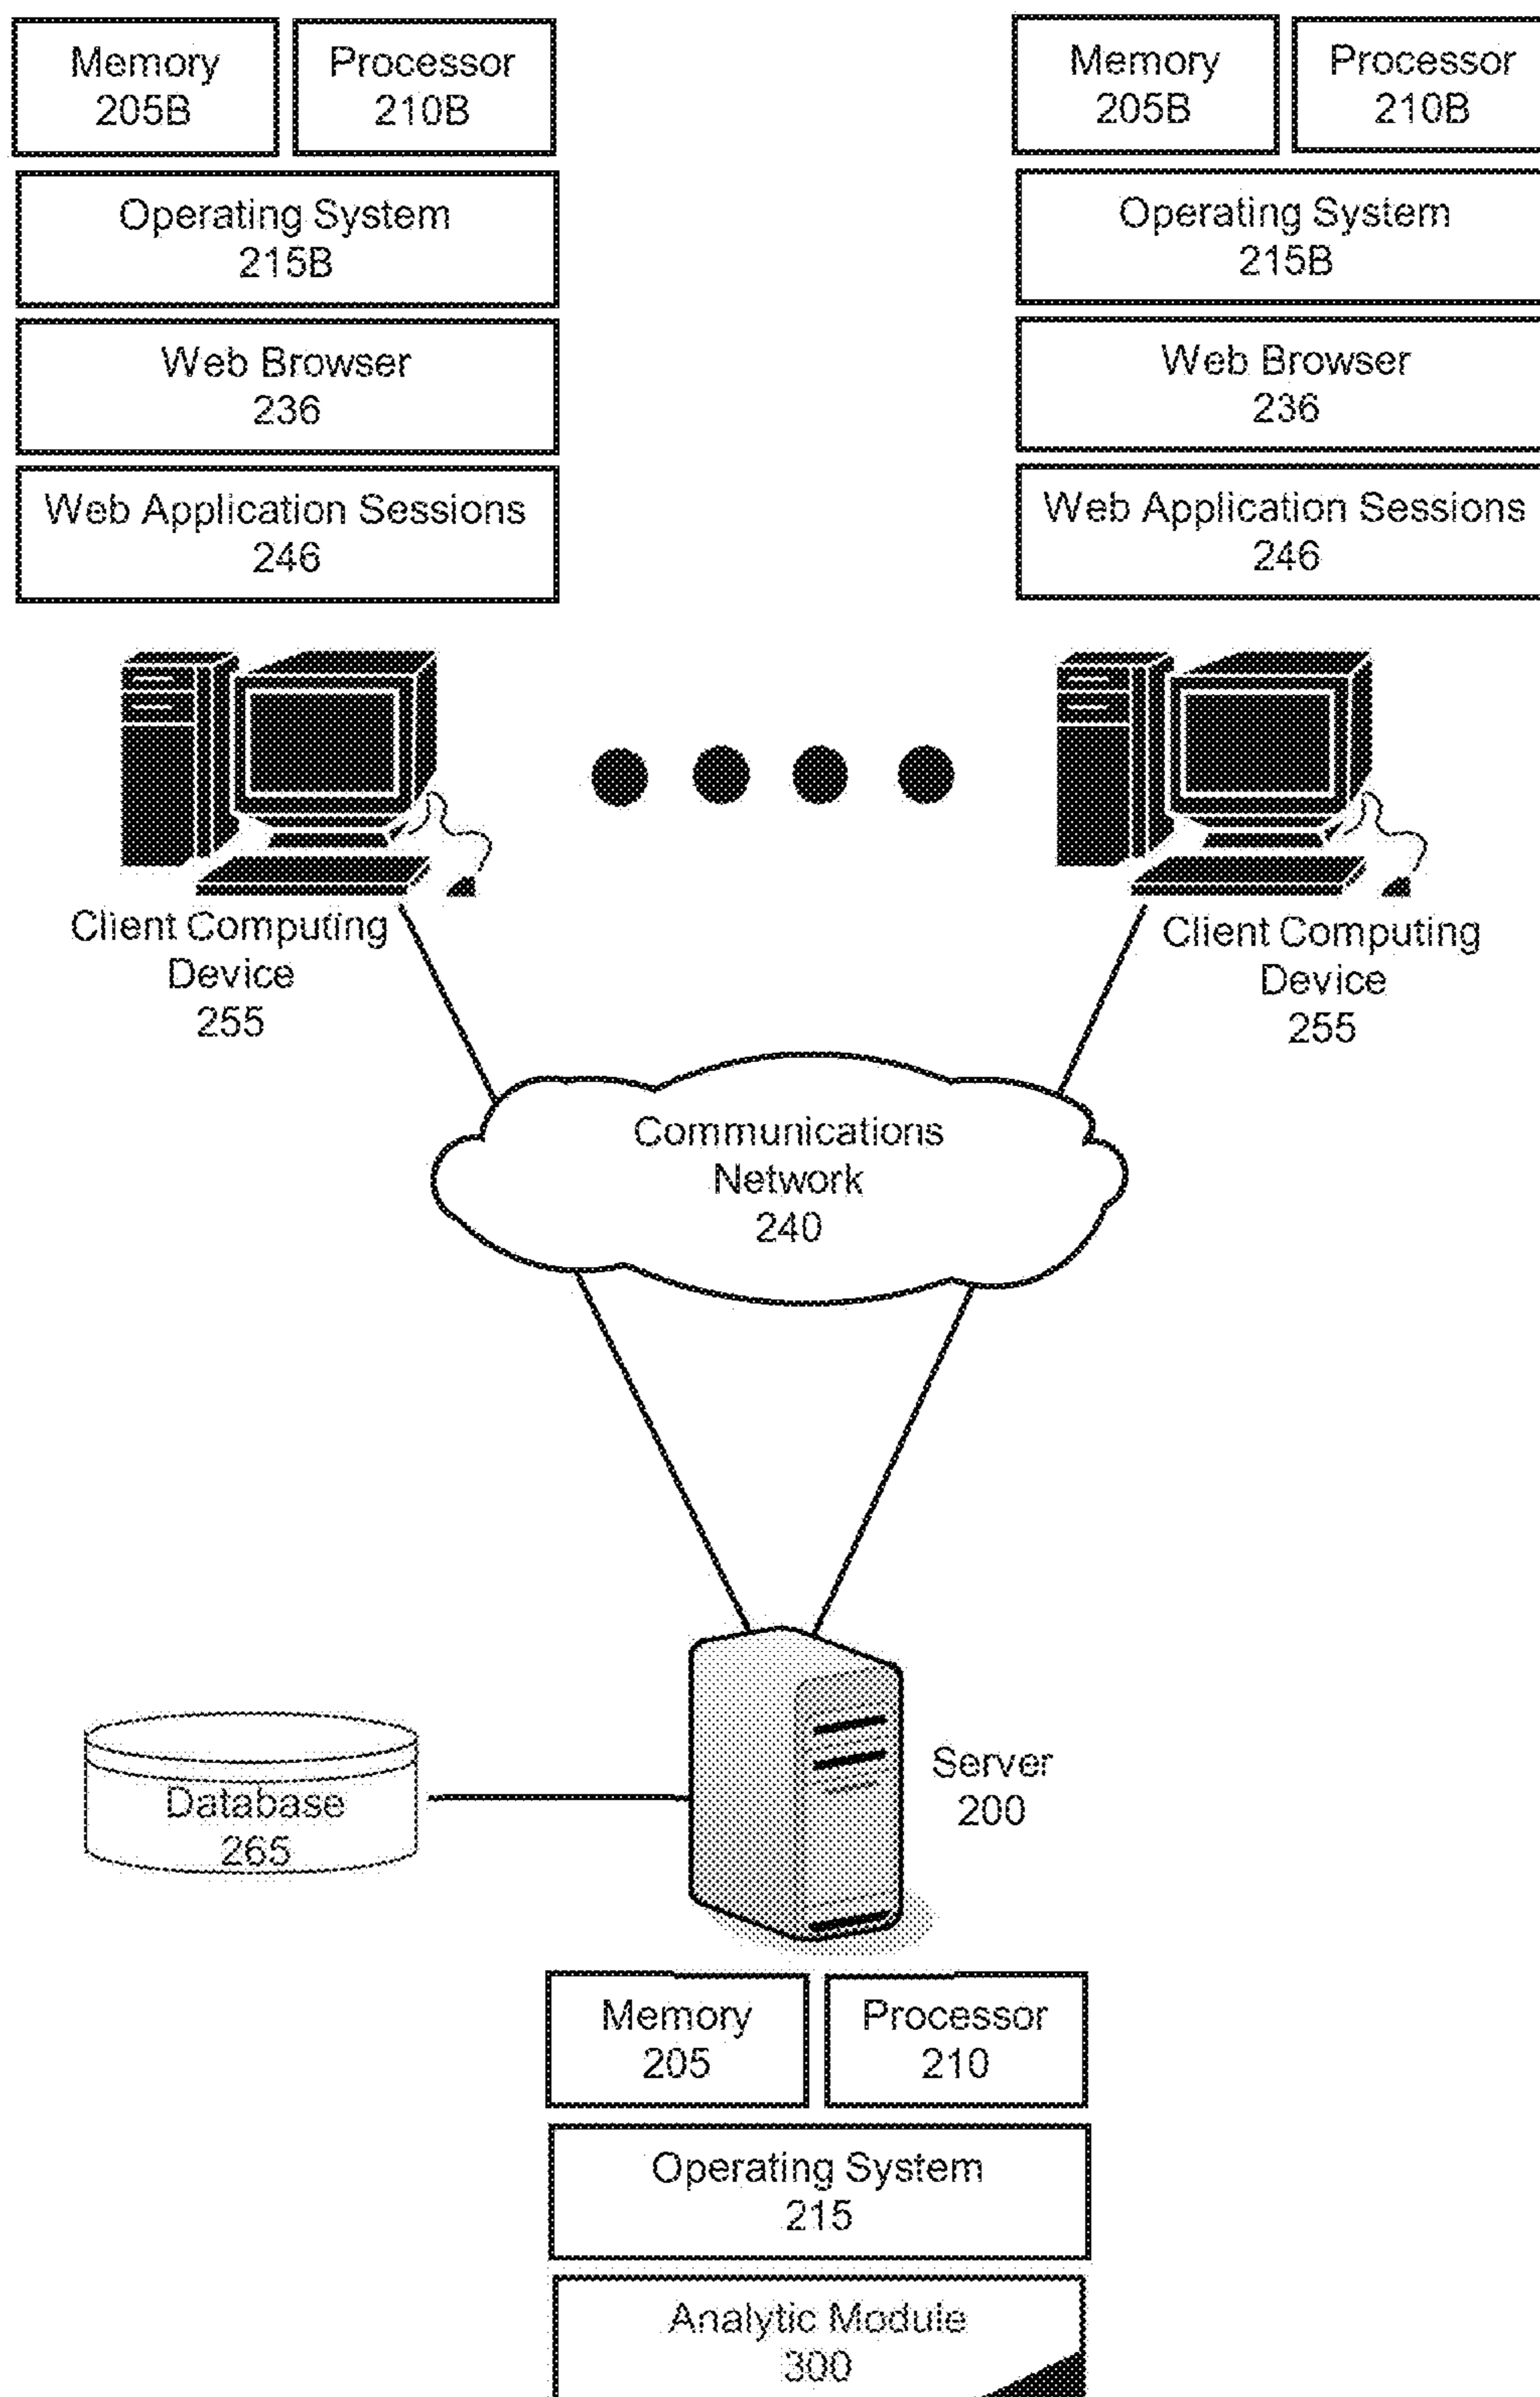 Memory
205B
Processor
210B
Operating System
215B
Web Browser
236
Web Application Sessions
246
Memory
205B
Processor
210B
Operating System
215B
Web Browser
236
Web Application Sessions
246
Client Computing
Device
255
Client Computing
Device
255
Communications
Network
240
Database
265
Server
200
Memory
205
Processor
210
Operating System
215
Analytic Module
300